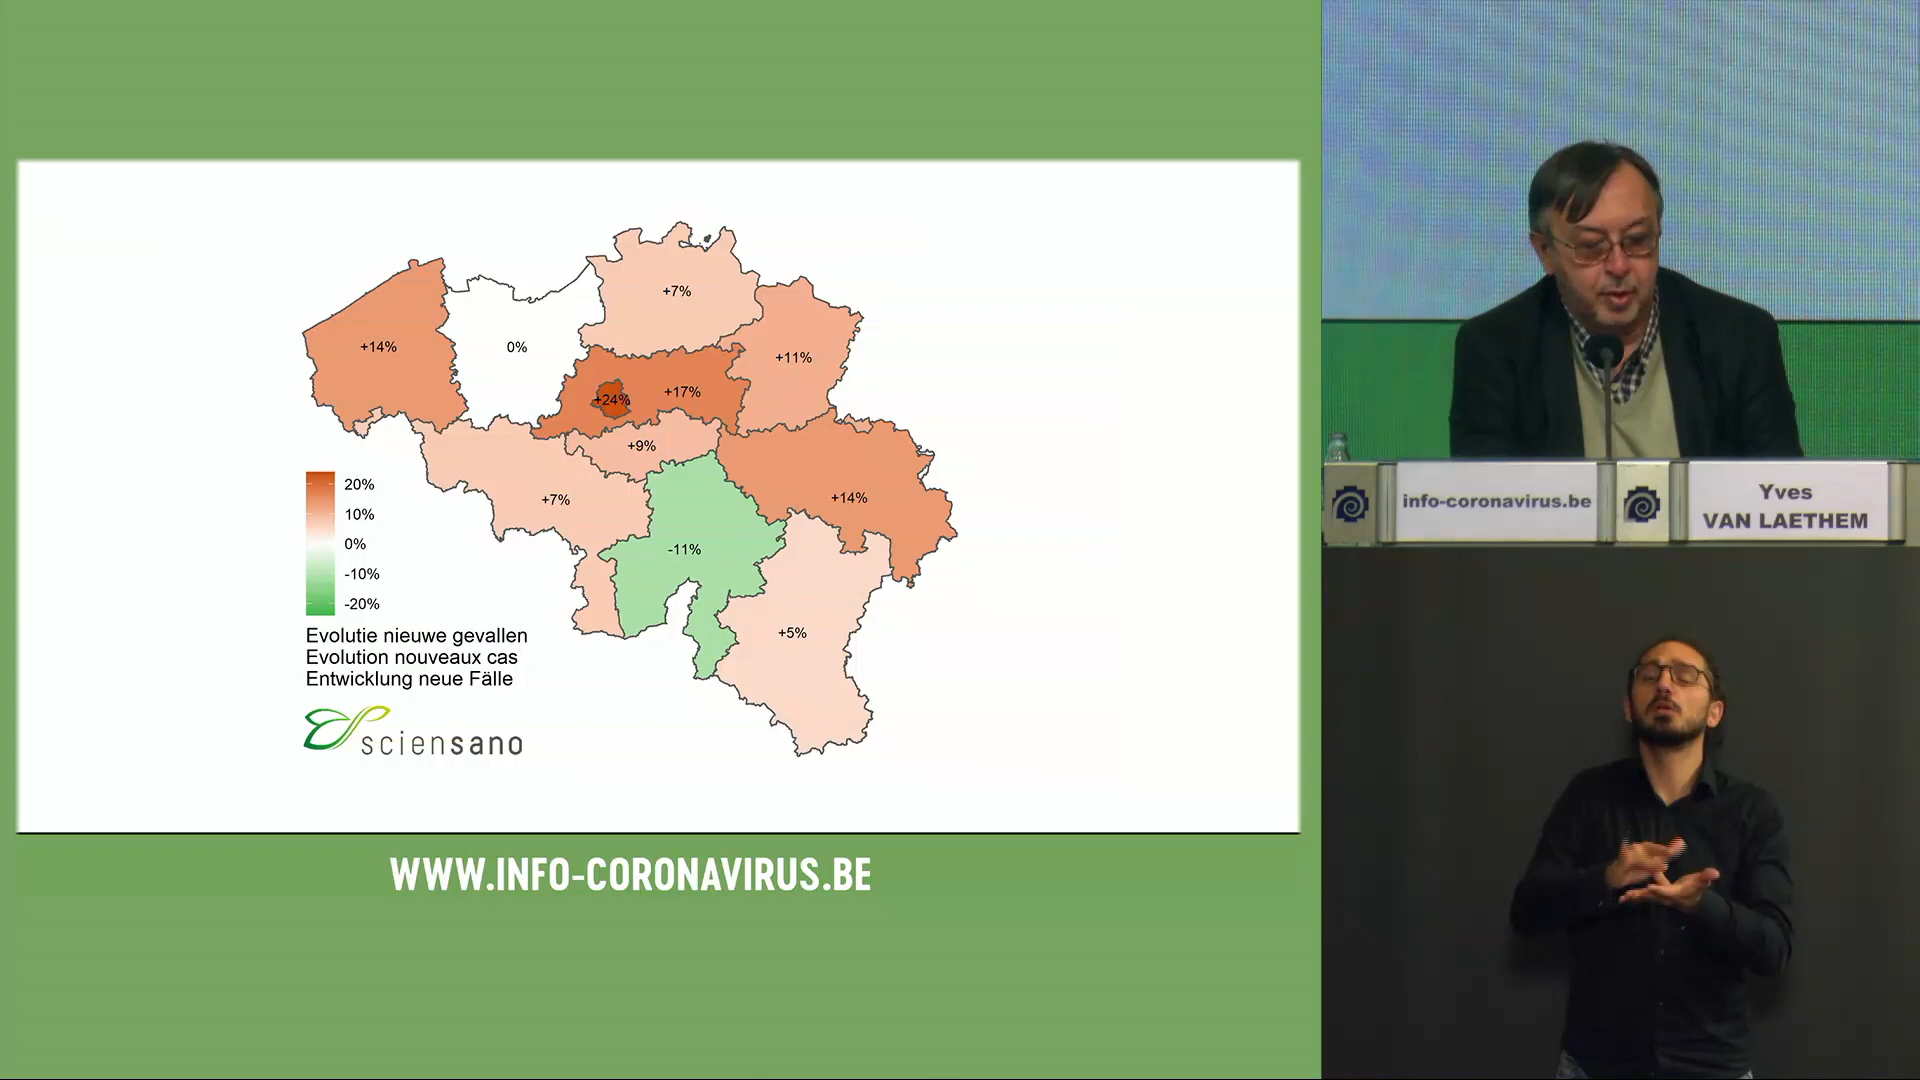 +7%
+14%
0%
+11%
+24%
+17%
+9%
+7%
+14%
-11%
+5%
20%
10%
0%
-10%
-20%
Evolutie nieuwe gevallen
Evolution nouveaux cas
Entwicklung neue Fälle
sciensano
WWW.INFO-CORONAVIRUS.BE
info-coronavirus.be
Yves
VAN LAETHEM